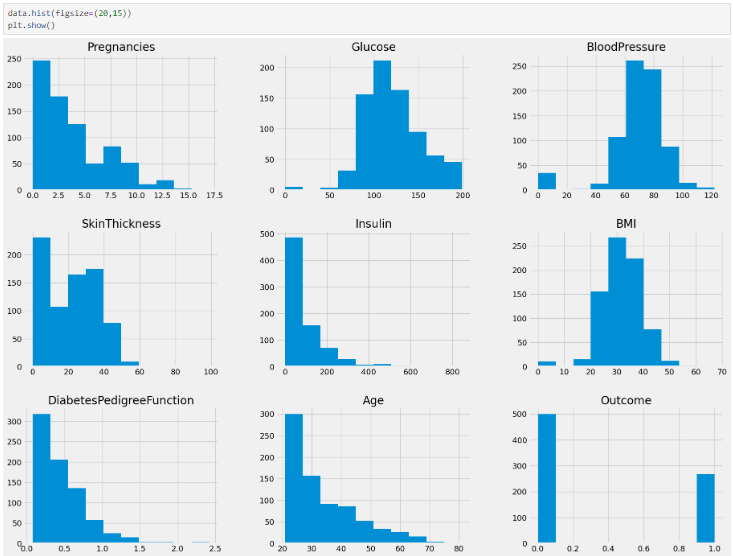 data.hist(figsize=(20,15))
plt.show()
Pregnancies
250
200
150
100
50
0
0.0 2.5 5.0 7.5 10.0 12.5 15.0 17.5
Glucose
200
150
100
50
0
0 50 100 150 200
BloodPressure
250
200
150
100
50
0
0 20 40 60 80 100 120
SkinThickness
200
150
100
50
0
0 20 40 60 80 100
Insulin
500
400
300
200
100
0
0 200 400 600 800
BMI
250
200
150
100
50
0
0 10 20 30 40 50 60 70
DiabetesPedigreeFunction
300
250
200
150
100
50
0
0.0 0.5 1.0 1.5 2.0 2.5
Age
300
250
200
150
100
50
0
20 30 40 50 60 70 80
Outcome
500
400
300
200
100
0
0.0 0.2 0.4 0.6 0.8 1.0